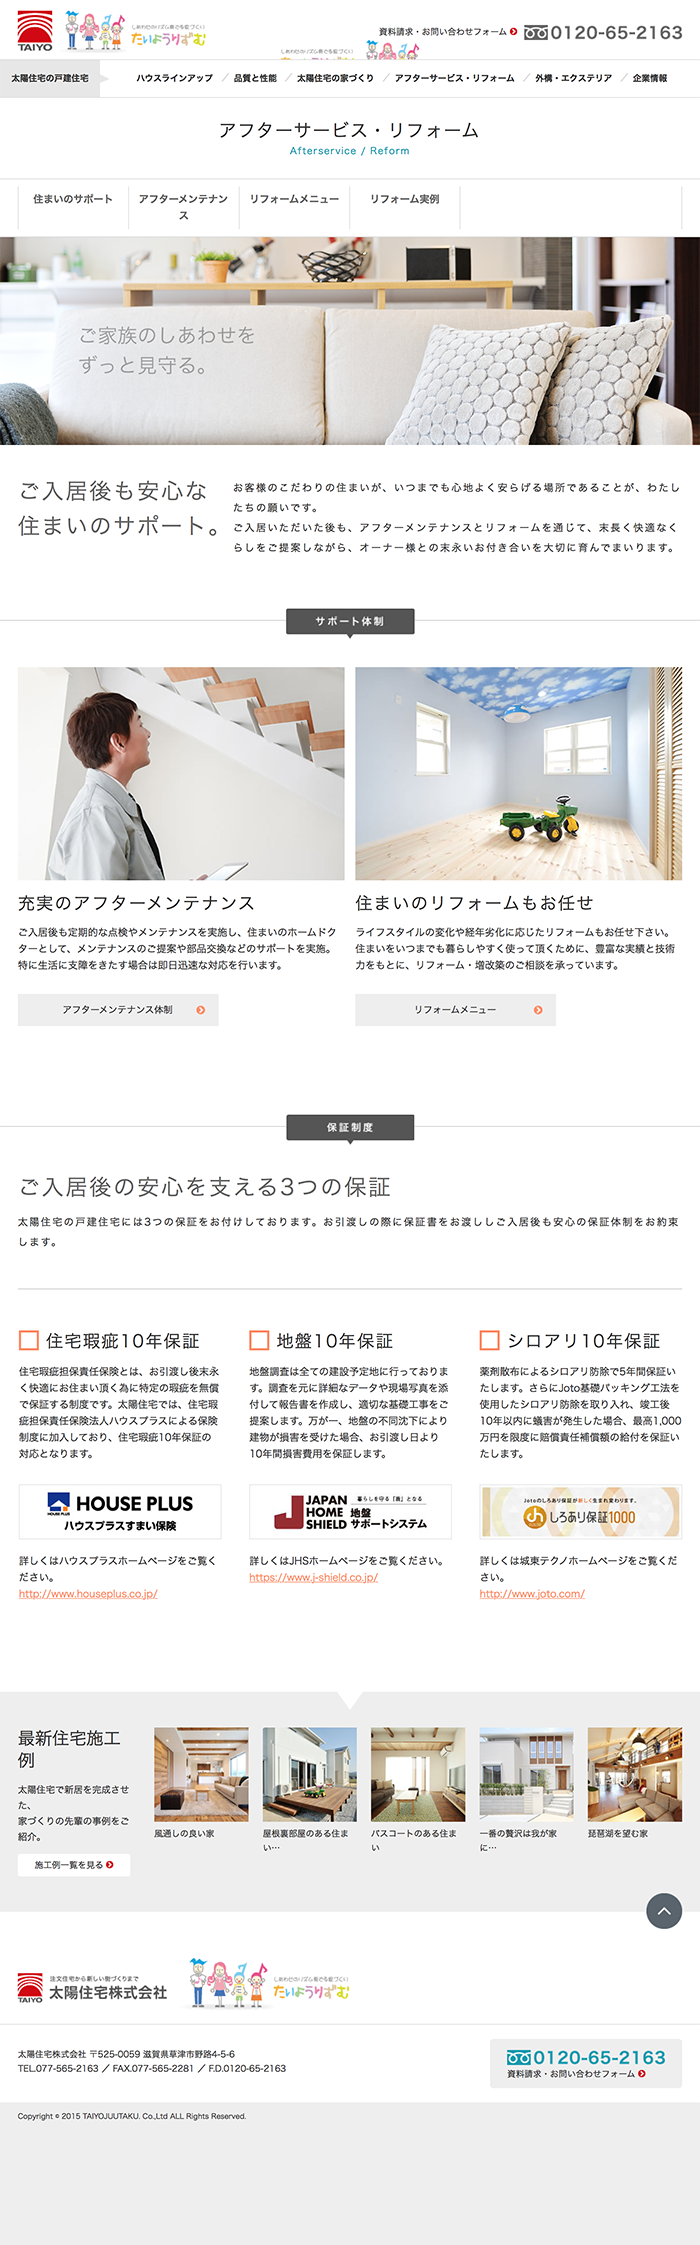 TAIYO
しあわせのリズム奏でる街づくり
たいようりずむ
資料請求・お問い合わせフォーム
0120-65-2163
太陽住宅の戸建住宅
ハウスラインアップ ／ 品質と性能 ／ 太陽住宅の家づくり ／ アフターサービス・リフォーム ／ 外構・エクステリア ／ 企業情報
アフターサービス・リフォーム
Afterservice / Reform
住まいのサポート
アフターメンテナン
ス
リフォームメニュー
リフォーム実例
ご家族のしあわせを
ずっと見守る。
ご入居後も安心な
住まいのサポート。
お客様のこだわりの住まいが、いつまでも心地よく安らげる場所であることが、わたし
たちの願いです。
ご入居いただいた後も、アフターメンテナンスとリフォームを通じて、末長く快適なく
らしをご提案しながら、オーナー様との末永いお付き合いを大切に育んでまいります。
サポート体制
充実のアフターメンテナンス
ご入居後も定期的な点検やメンテナンスを実施し、住まいのホームドク
ターとして、メンテナンスのご提案や部品交換などのサポートを実施。
特に生活に支障をきたす場合は即日迅速な対応を行います。
アフターメンテナンス体制
住まいのリフォームもお任せ
ライフスタイルの変化や経年劣化に応じたリフォームもお任せ下さい。
住まいをいつまでも暮らしやすく使って頂くために、豊富な実績と技術
力をもとに、リフォーム・増改築のご相談を承っています。
リフォームメニュー
保証制度
ご入居後の安心を支える3つの保証
太陽住宅の戸建住宅には3つの保証をお付けしております。お引渡しの際に保証書をお渡ししご入居後も安心の保証体制をお約束
します。
住宅瑕疵10年保証
住宅瑕疵担保責任保険とは、お引渡し後末永
く快適にお住まい頂く為に特定の瑕疵を無償
で保証する制度です。太陽住宅では、住宅瑕
疵担保責任保険法人ハウスプラスによる保険
制度に加入しており、住宅瑕疵10年保証の
対応となります。
HOUSE PLUS
HOUSE PLUS
ハウスプラスすまい保険
詳しくはハウスプラスホームページをご覧く
ださい。
http://www.houseplus.co.jp/
地盤10年保証
地盤調査は全ての建設予定地に行っておりま
す。調査を元に詳細なデータや現場写真を添
付して報告書を作成し、適切な基礎工事をご
提案します。万が一、地盤の不同沈下により
建物が損害を受けた場合、お引渡し日より
10年間損害費用を保証します。
JAPAN
HOME
SHIELD
暮らしを守る「盾」となる
地盤
サポートシステム
詳しくはJHSホームページをご覧ください。
https://www.j-shield.co.jp/
シロアリ10年保証
薬剤散布によるシロアリ防除で5年間保証い
たします。さらにJoto基礎パッキング工法を
使用したシロアリ防除を取り入れ、竣工後
10年以内に蟻害が発生した場合、最高1,000
万円を限度に賠償責任補償額の給付を保証い
たします。
Jotoのしろあり保証が新しく生まれ変わります。
しろあり保証1000
詳しくは城東テクノホームページをご覧くだ
さい。
http://www.joto.com/
最新住宅施工
例
太陽住宅で新居を完成させ
た、
家づくりの先輩の事例をご
紹介。
施工例一覧を見る
風通しの良い家
屋根裏部屋のある住ま
い…
バスコートのある住ま
い
一番の贅沢は我が家
に…
琵琶湖を望む家
TAIYO
注文住宅から新しい街づくりまで
太陽住宅株式会社
しあわせのリズム奏でる街づくり
たいようりずむ
太陽住宅株式会社 〒525-0059 滋賀県草津市野路4-5-6
TEL.077-565-2163 ／ FAX.077-565-2281 ／ F.D.0120-65-2163
0120-65-2163
資料請求・お問い合わせフォーム
Copyright © 2015 TAIYOJUUTAKU. Co.,Ltd ALL Rights Reserved.